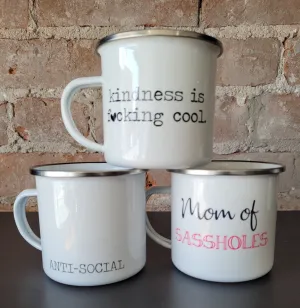 kindness is
f♥cking cool.
ANTI-SOCIAL
Mom of
SASSHOLES